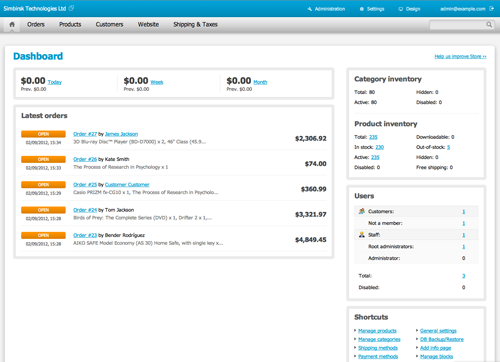 Simbirsk Technologies Ltd
Administration
Settings
Design
admin@example.com
Orders
Products
Customers
Website
Shipping & Taxes
Dashboard
Help us improve Store >>
$0.00 Today
Prev. $0.00
$0.00 Week
Prev. $0.00
$0.00 Month
Prev. $0.00
Latest orders
OPEN
02/09/2012, 15:34
Order #27 by James Jackson
3D Blu-ray Disc™ Player (BD-D7000) x 2, 46" Class (45.9...
$2,306.92
OPEN
02/09/2012, 15:33
Order #26 by Kate Smith
The Process of Research in Psychology x 1
$74.00
OPEN
02/09/2012, 15:29
Order #25 by Customer Customer
Casio PRIZM fx-CG10 x 1, The Process of Research in Psycholo...
$360.99
OPEN
02/09/2012, 15:28
Order #24 by Tom Jackson
Birds of Prey: The Complete Series (DVD) x 1, Drifter 2 x 1,...
$3,321.97
OPEN
02/09/2012, 15:28
Order #23 by Bender Rodriguez
AIXO SAFE Model Economy (AS 30) Home Safe, with single key x...
$4,849.45
Category inventory
Total: 80
Hidden: 0
Active: 80
Disabled: 0
Product inventory
Total: 235
Downloadable: 0
In stock: 230
Out-of-stock: 5
Active: 235
Hidden: 0
Disabled: 0
Free shipping: 0
Users
Customers: 1
Not a member: 1
Staff: 1
Root administrators: 1
Administrator: 0
Total: 3
Disabled: 0
Shortcuts
Manage products
General settings
Manage categories
DB Backup/Restore
Shipping methods
Add info page
Payment methods
Manage blocks